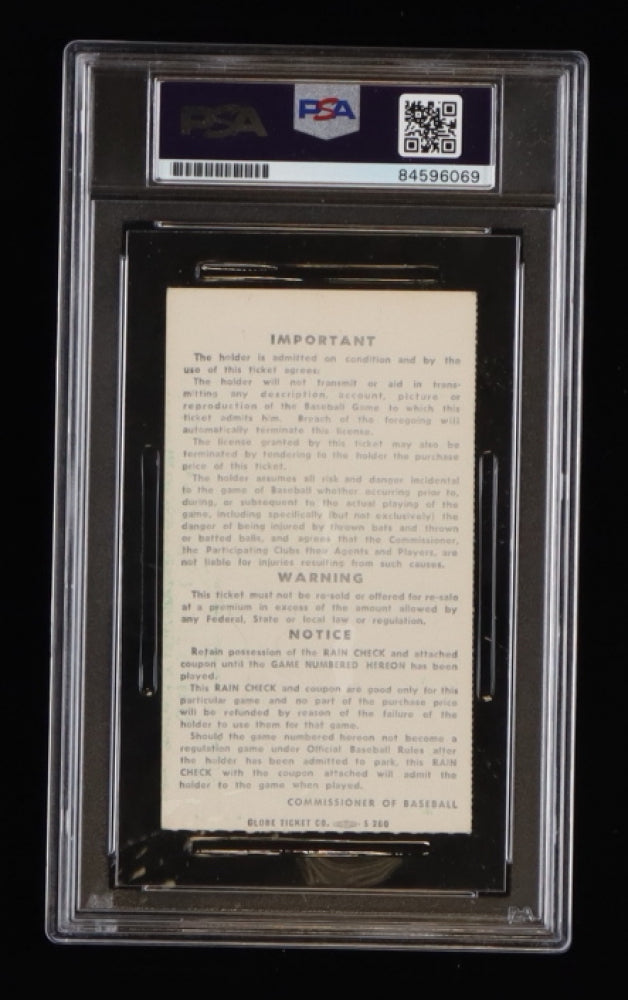 PSA
PSA
84596069
IMPORTANT
The holder is admitted on condition and by the
use of this ticket agrees:
The holder will not transmit or aid in trans-
mitting any description, account, picture or
reproduction of the Baseball Game to which this
ticket admits him. Breach of the foregoing will
automatically terminate this license.
The license granted by this ticket may also be
terminated by tendering to the holder the purchase
price of this ticket.
The holder assumes all risk and danger incidental
to the game of Baseball whether occurring prior to,
during, or subsequent to the actual playing of the
game, including specifically (but not exclusively) the
danger of being injured by thrown bats and thrown
or batted balls, and agrees that the Commissioner,
the Participating Clubs their Agents and Players, are
not liable for injuries resulting from such causes.
WARNING
This ticket must not be re-sold or offered for re-sale
at a premium in excess of the amount allowed by
any Federal, State or local law or regulation.
NOTICE
Retain possession of the RAIN CHECK and attached
coupon until the GAME NUMBERED HEREON has been
played.
This RAIN CHECK and coupon are good only for this
particular game and no part of the purchase price
will be refunded by reason of the failure of the
holder to use them for that game.
Should the game numbered hereon not become a
regulation game under Official Baseball Rules after
the holder has been admitted to park, this RAIN
CHECK with the coupon attached will admit the
holder to the game when played.
COMMISSIONER OF BASEBALL
GLOBE TICKET CO. S 260
PSA